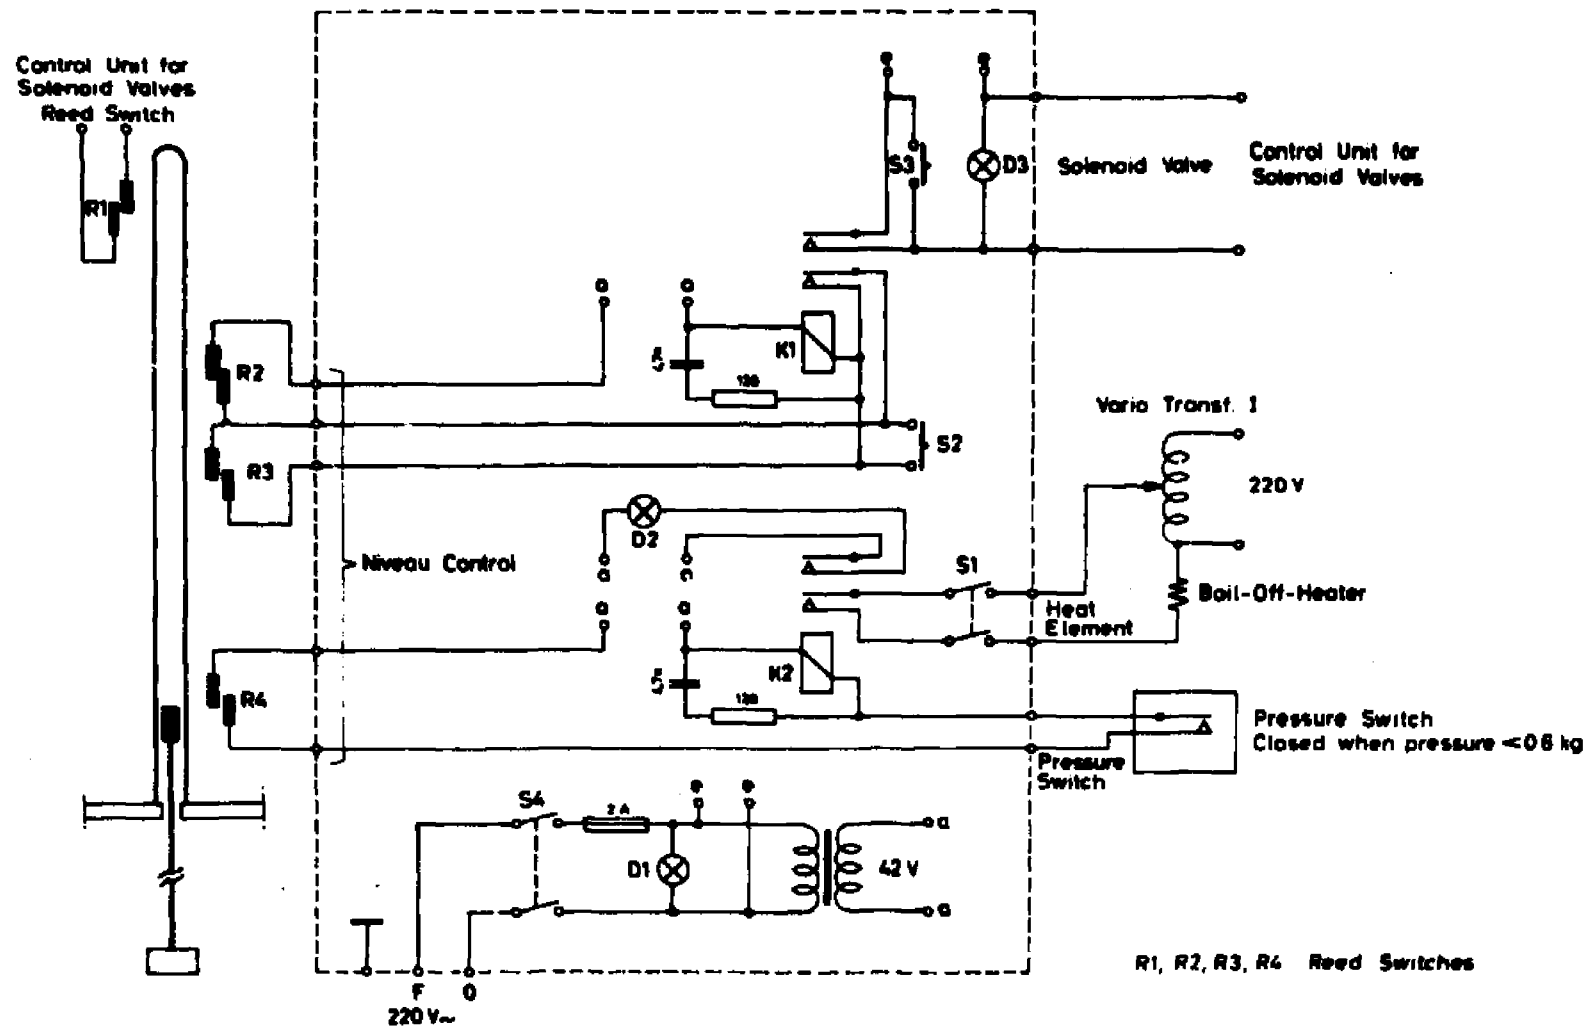 Control Unit for
Solenoid Valves
Reed Switch
R1
e
e
S3
D3
Solenoid Valve
Control Unit for
Solenoid Valves
a
a
K1
R2
Vario Transf. 1
S2
R3
220 V
D2
Niveau Control
S1
a
a
a
a
Boil-Off-Heater
Heat
Element
K2
R4
Pressure Switch
Closed when pressure <0.6 kg
Pressure
Switch
e
e
S4
2 A
D1
42 V
a
a
R1, R2, R3, R4 Reed Switches
F
0
220 V~